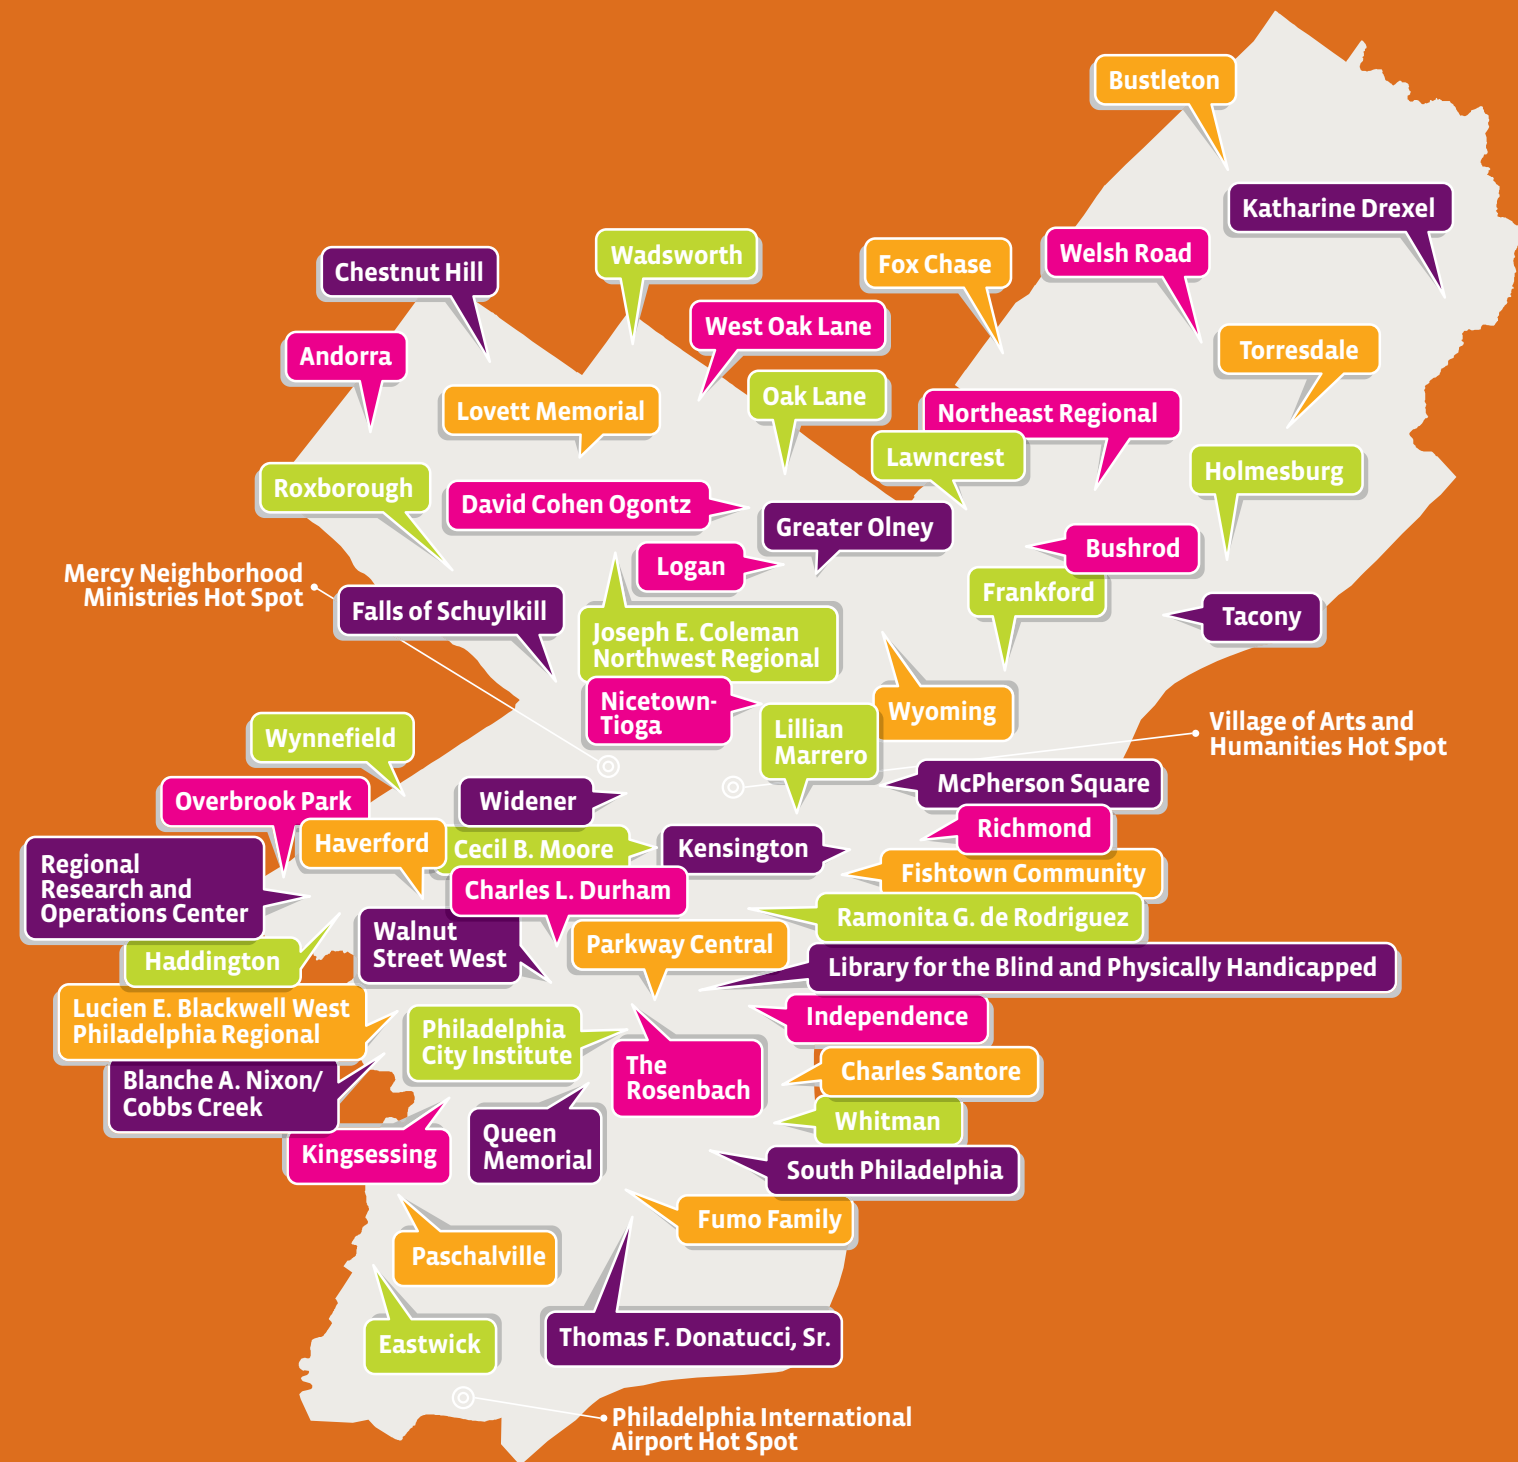 Bustleton
Katharine Drexel
Chestnut Hill
Wadsworth
Fox Chase
Welsh Road
West Oak Lane
Andorra
Torresdale
Lovett Memorial
Oak Lane
Northeast Regional
Lawncrest
Holmesburg
Roxborough
David Cohen Ogontz
Greater Olney
Bushrod
Logan
Mercy Neighborhood
Ministries Hot Spot
Frankford
Falls of Schuylkill
Tacony
Joseph E. Coleman
Northwest Regional
Nicetown-
Tioga
Wyoming
Lillian
Marrero
Village of Arts and
Humanities Hot Spot
Wynnefield
McPherson Square
Overbrook Park
Widener
Richmond
Haverford
Cecil B. Moore
Kensington
Regional
Research and
Operations Center
Fishtown Community
Charles L. Durham
Ramonita G. de Rodriguez
Walnut
Street West
Parkway Central
Haddington
Library for the Blind and Physically Handicapped
Lucien E. Blackwell West
Philadelphia Regional
Independence
Philadelphia
City Institute
The
Rosenbach
Charles Santore
Blanche A. Nixon/
Cobbs Creek
Whitman
Queen
Memorial
Kingsessing
South Philadelphia
Fumo Family
Paschalville
Thomas F. Donatucci, Sr.
Eastwick
Philadelphia International
Airport Hot Spot